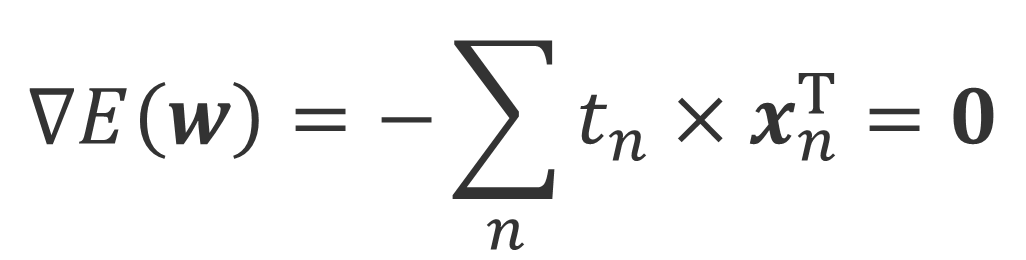 ∇E(𝒘) = − ∑ₙ tₙ × 𝒙ₙᵀ = 𝟎